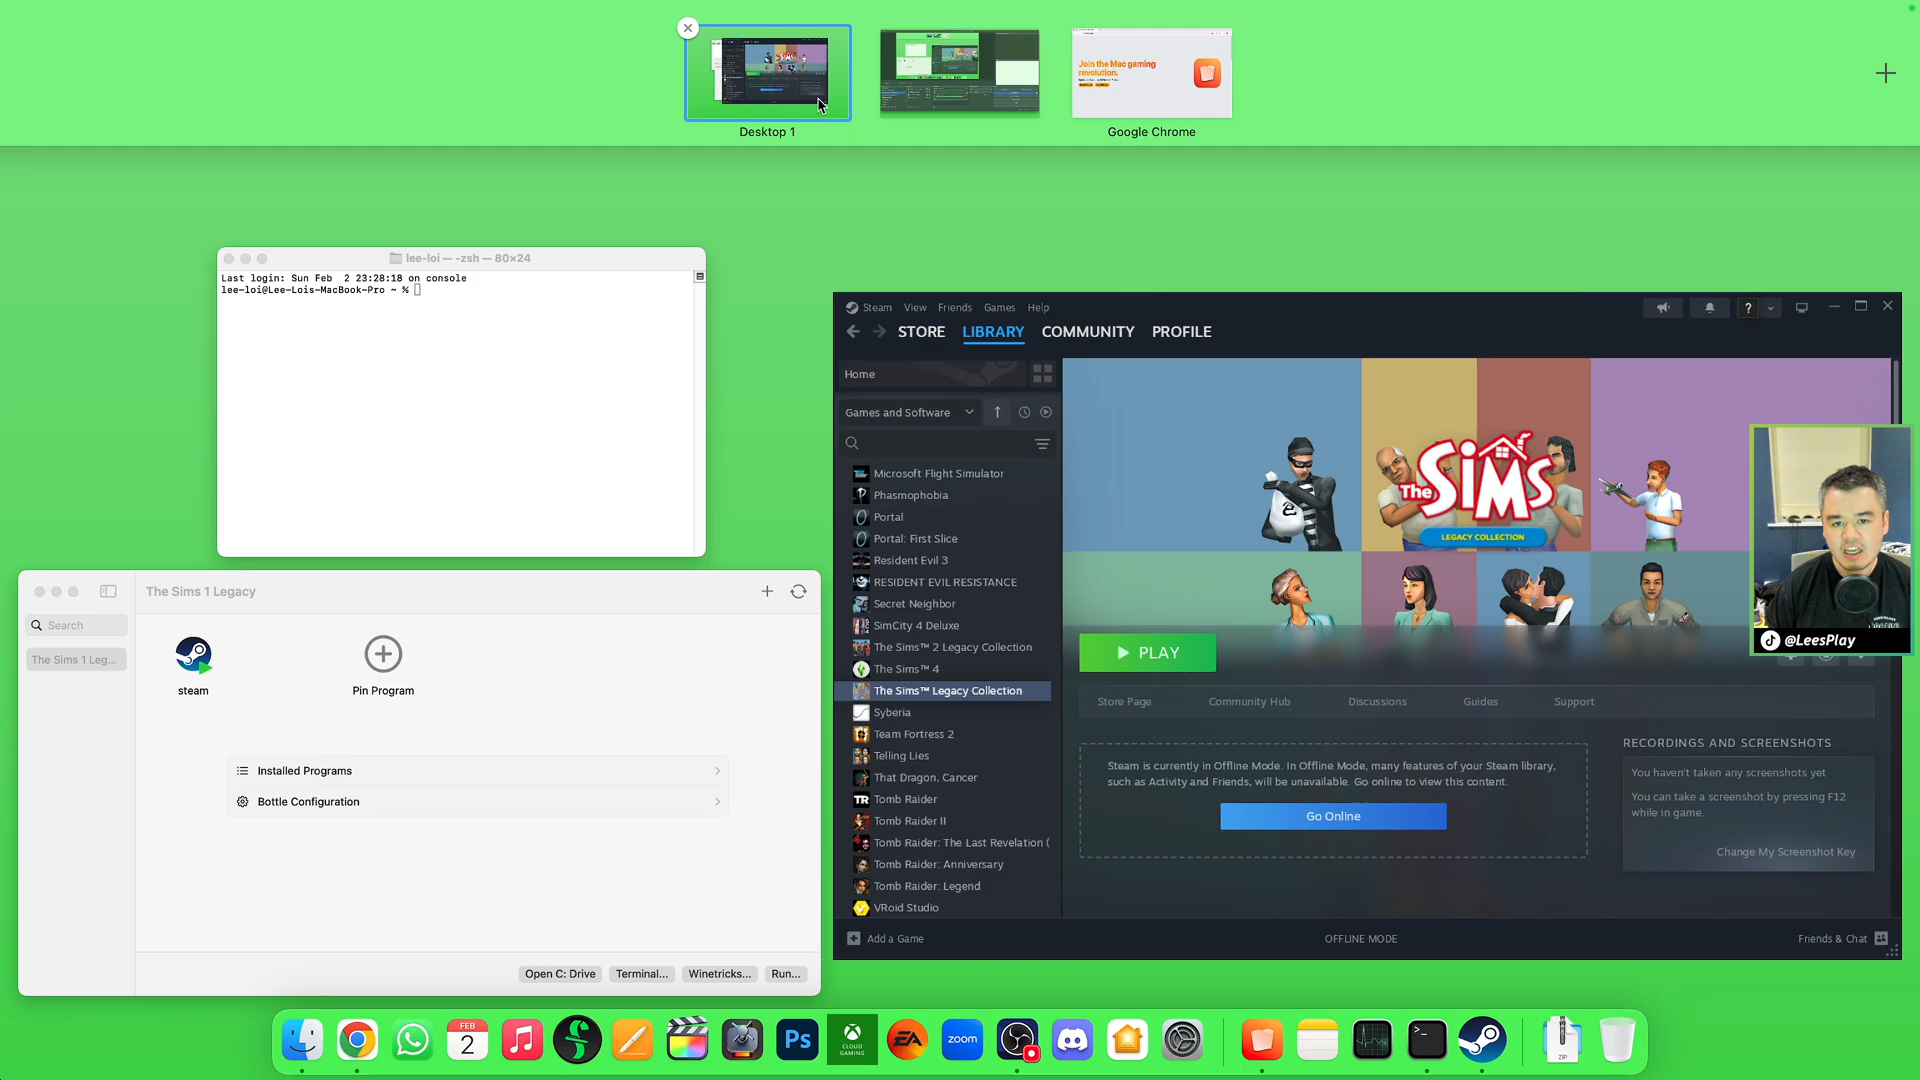 Join the Mac gaming
revolution.
Desktop 1
Google Chrome
lee-loi — -zsh — 80×24
Last login: Sun Feb  2 23:28:18 on console
lee-loi@Lee-Lois-MacBook-Pro ~ %
The Sims 1 Legacy
Search
The Sims 1 Leg...
steam
Pin Program
Installed Programs
Bottle Configuration
Open C: Drive
Terminal...
Winetricks...
Run...
Steam View Friends Games Help
?
STORE LIBRARY COMMUNITY PROFILE
Home
Games and Software
Microsoft Flight Simulator
Phasmophobia
Portal
Portal: First Slice
Resident Evil 3
RESIDENT EVIL RESISTANCE
Secret Neighbor
SimCity 4 Deluxe
The Sims™ 2 Legacy Collection
The Sims™ 4
The Sims™ Legacy Collection
Syberia
Team Fortress 2
Telling Lies
That Dragon, Cancer
TR Tomb Raider
Tomb Raider II
Tomb Raider: The Last Revelation (
Tomb Raider: Anniversary
Tomb Raider: Legend
VRoid Studio
The SIMS
LEGACY COLLECTION
PLAY
Store Page
Community Hub
Discussions
Guides
Support
Steam is currently in Offline Mode. In Offline Mode, many features of your Steam library,
such as Activity and Friends, will be unavailable. Go online to view this content.
Go Online
RECORDINGS AND SCREENSHOTS
You haven't taken any screenshots yet
You can take a screenshot by pressing F12
while in game.
Change My Screenshot Key
Add a Game
OFFLINE MODE
Friends & Chat
@LeesPlay
FEB
2
Ps
CLOUD
GAMING
EA
zoom
>_
ZIP